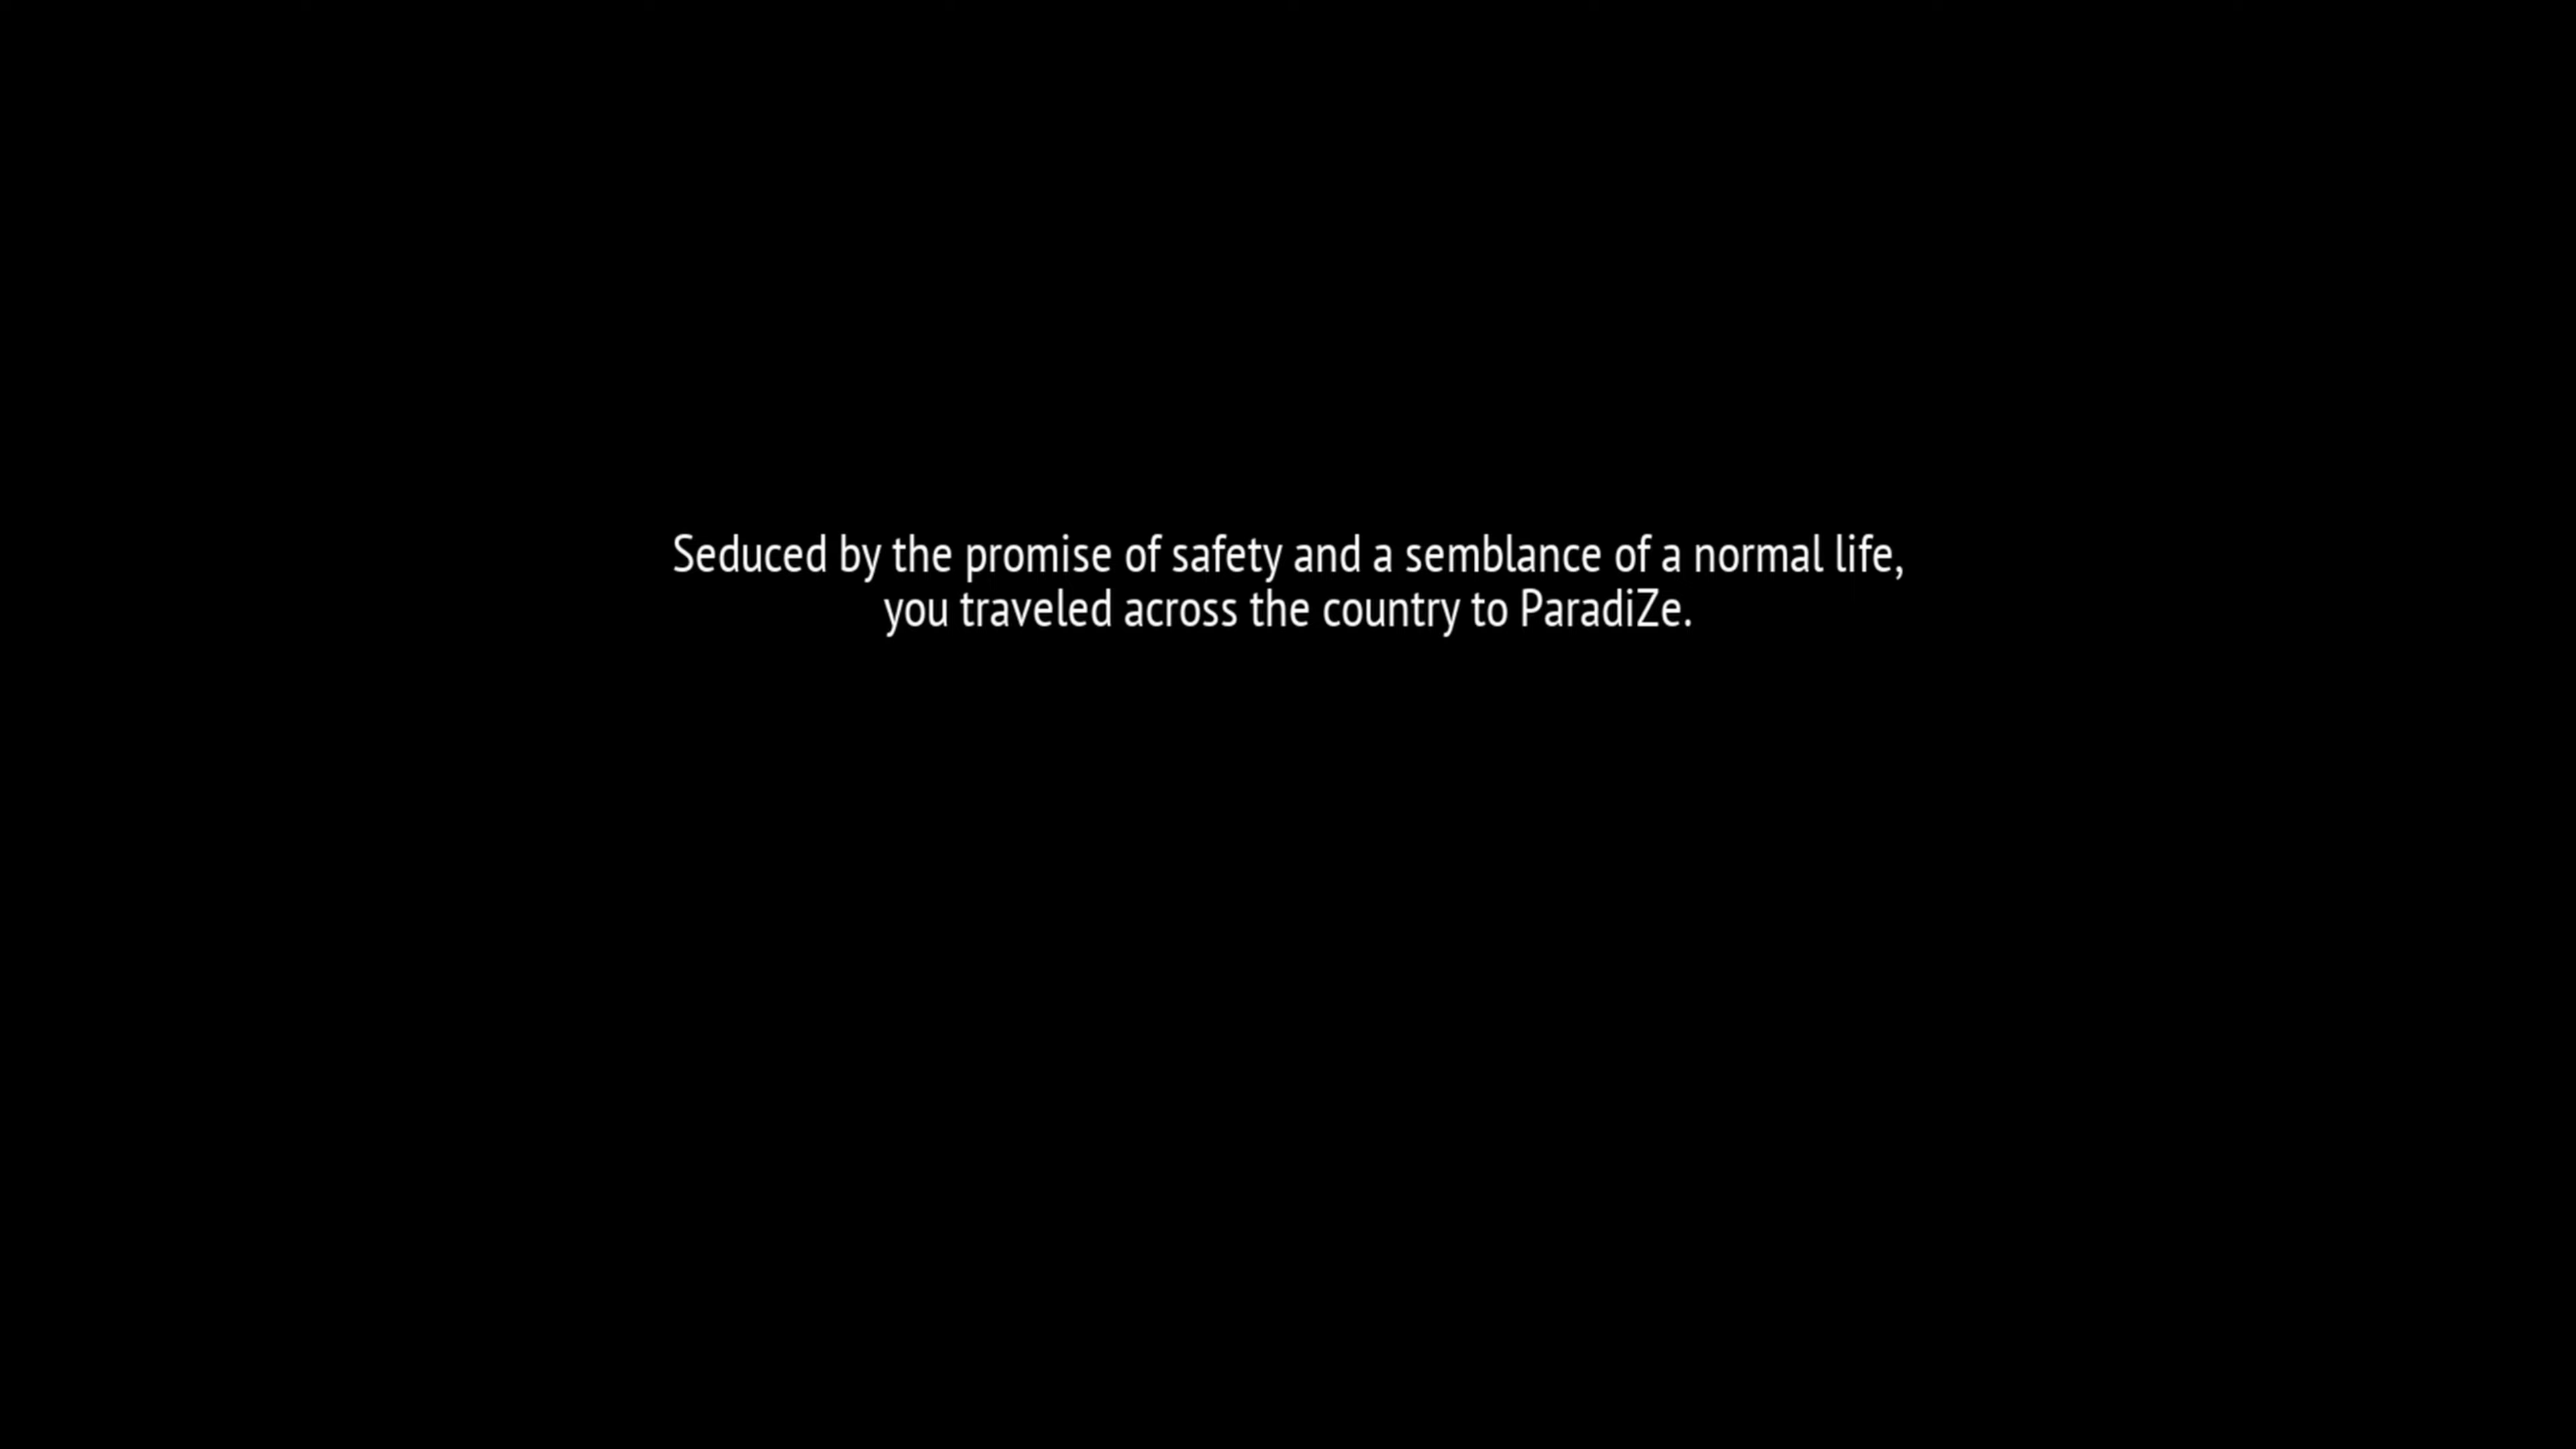 Seduced by the promise of safety and a semblance of a normal life,
you traveled across the country to ParadiZe.